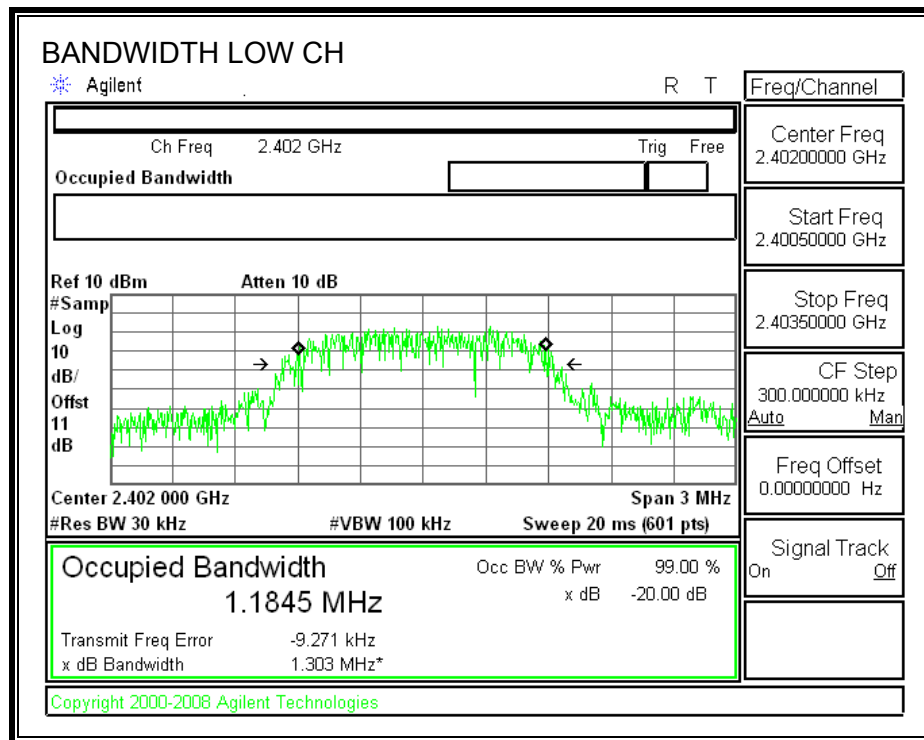 BANDWIDTH LOW CH
Agilent
R T
Ch Freq 2.402 GHz
Trig Free
Occupied Bandwidth
Ref 10 dBm
Atten 10 dB
#Samp
Log
10
dB/
Offst
11
dB
Center 2.402 000 GHz
Span 3 MHz
#Res BW 30 kHz
#VBW 100 kHz
Sweep 20 ms (601 pts)
Occupied Bandwidth
1.1845 MHz
Occ BW % Pwr 99.00 %
x dB -20.00 dB
Transmit Freq Error -9.271 kHz
x dB Bandwidth 1.303 MHz*
Copyright 2000-2008 Agilent Technologies
Freq/Channel
Center Freq
2.40200000 GHz
Start Freq
2.40050000 GHz
Stop Freq
2.40350000 GHz
CF Step
300.000000 kHz
Auto Man
Freq Offset
0.00000000 Hz
Signal Track
On Off